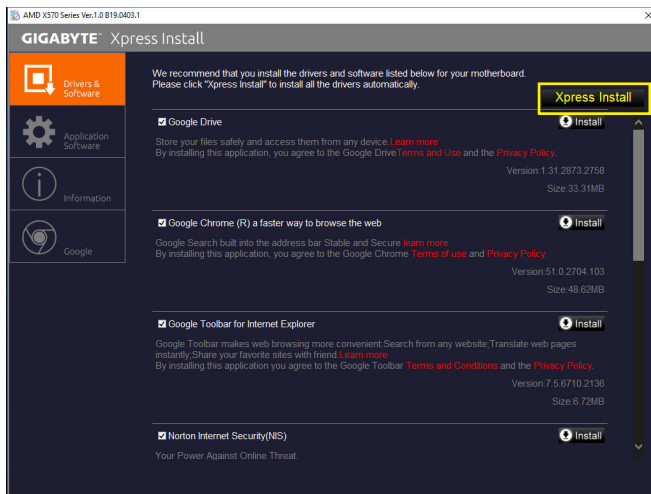 AMD X570 Series Ver.1.0 B19.0403.1
GIGABYTE™ Xpress Install
Drivers &
Software
Application
Software
Information
Google
We recommend that you install the drivers and software listed below for your motherboard.
Please click "Xpress Install" to install all the drivers automatically.
Xpress Install
Google Drive
Install
Store your files safely and access them from any device.Learn more
By installing this application, you agree to the Google DriveTerms and Use and the Privacy Policy.
Version:1.31.2873.2758
Size:33.31MB
Google Chrome (R) a faster way to browse the web
Install
Google Search built into the address bar Stable and Secure learn more
By installing this application, you agree to the Google Chrome Terms of use and Privacy Policy.
Version:51.0.2704.103
Size:48.62MB
Google Toolbar for Internet Explorer
Install
Google Toolbar makes web browsing more convenient:Search from any website;Translate web pages
instantly;Share your favorite sites with friend.Learn more
By installing this application you agree to the Google Toolbar Terms and Conditions and the Privacy Policy.
Version:7.5.6710.2136
Size:6.72MB
Norton Internet Security(NIS)
Install
Your Power Against Online Threat.